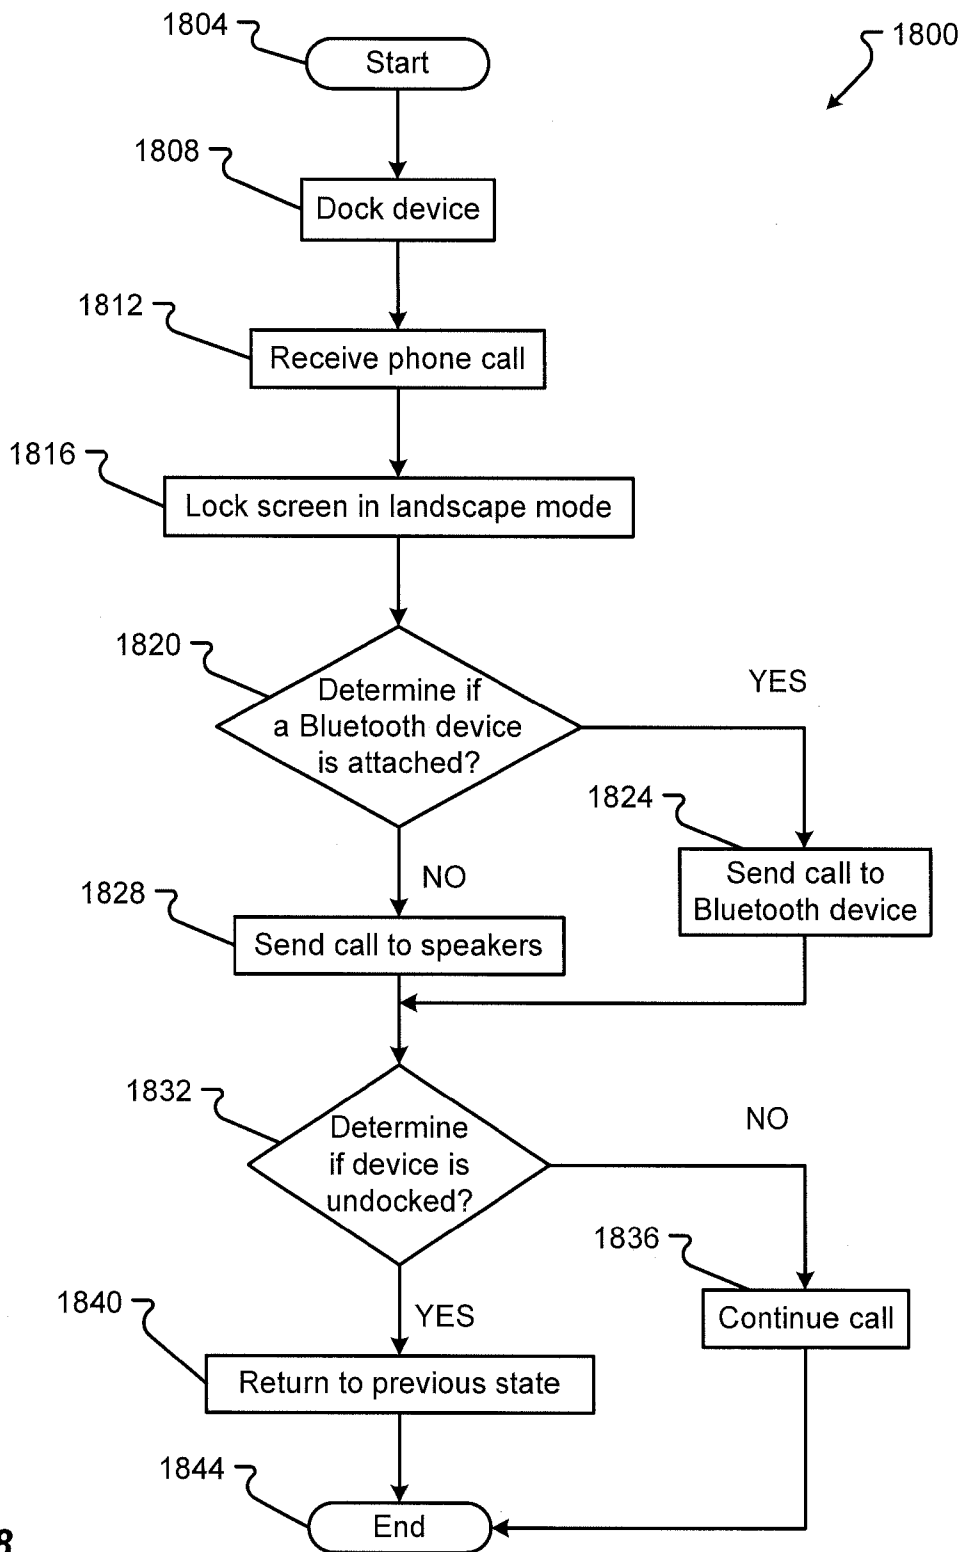 1804
Start
1800
1808
Dock device
1812
Receive phone call
1816
Lock screen in landscape mode
1820
Determine if
a Bluetooth device
is attached?
YES
1824
Send call to
Bluetooth device
NO
1828
Send call to speakers
1832
Determine
if device is
undocked?
NO
1836
Continue call
YES
1840
Return to previous state
1844
End
8